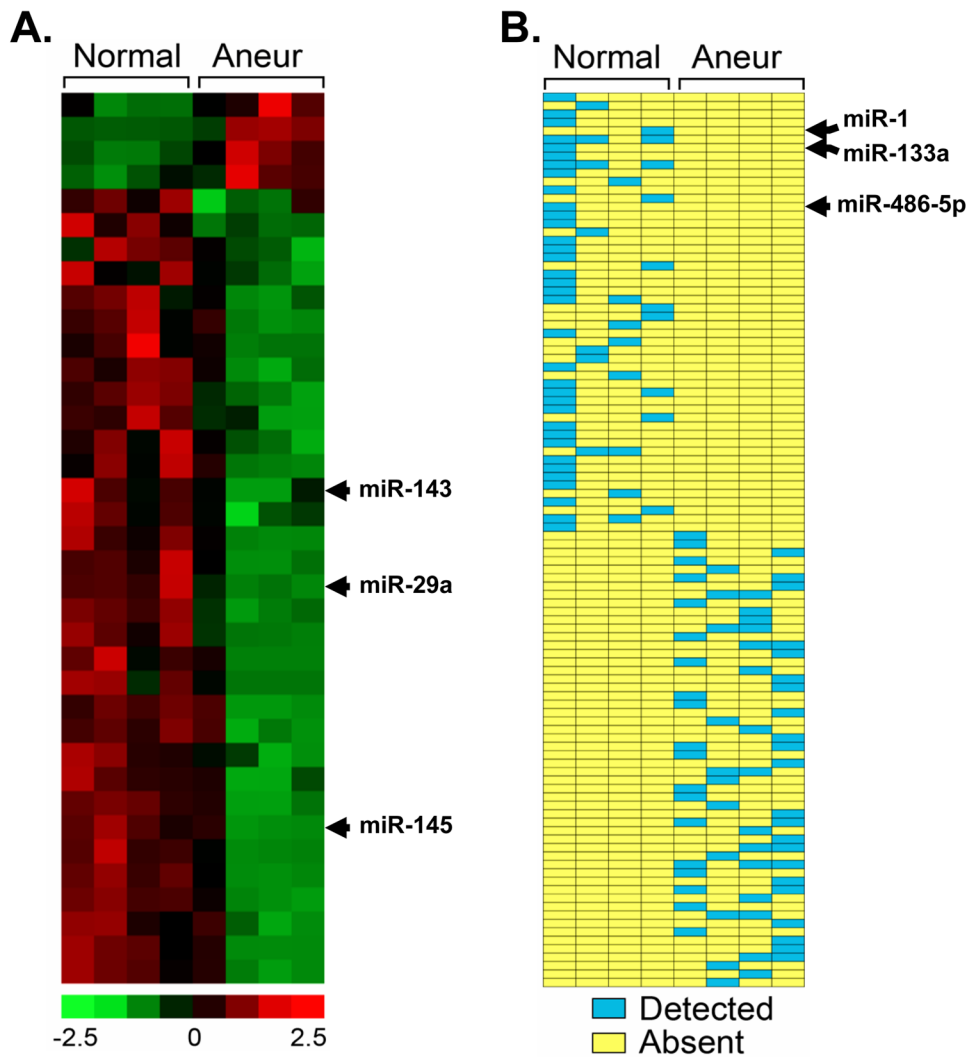 A.
Normal Aneur
miR-143
miR-29a
miR-145
-2.5 0 2.5
B.
Normal Aneur
miR-1
miR-133a
miR-486-5p
Detected
Absent